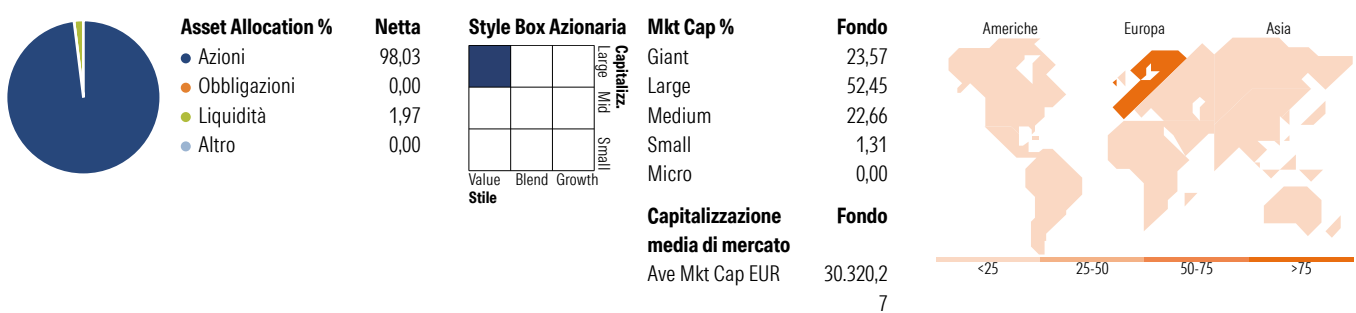 Asset Allocation % Netta
Azioni 98,03
Obbligazioni 0,00
Liquidità 1,97
Altro 0,00
Style Box Azionaria
Capitalizz.
Large Mid Small
Value Blend Growth
Stile
Mkt Cap % Fondo
Giant 23,57
Large 52,45
Medium 22,66
Small 1,31
Micro 0,00
Capitalizzazione Fondo
media di mercato
Ave Mkt Cap EUR 30.320,2
7
Americhe Europa Asia
<25 25-50 50-75 >75